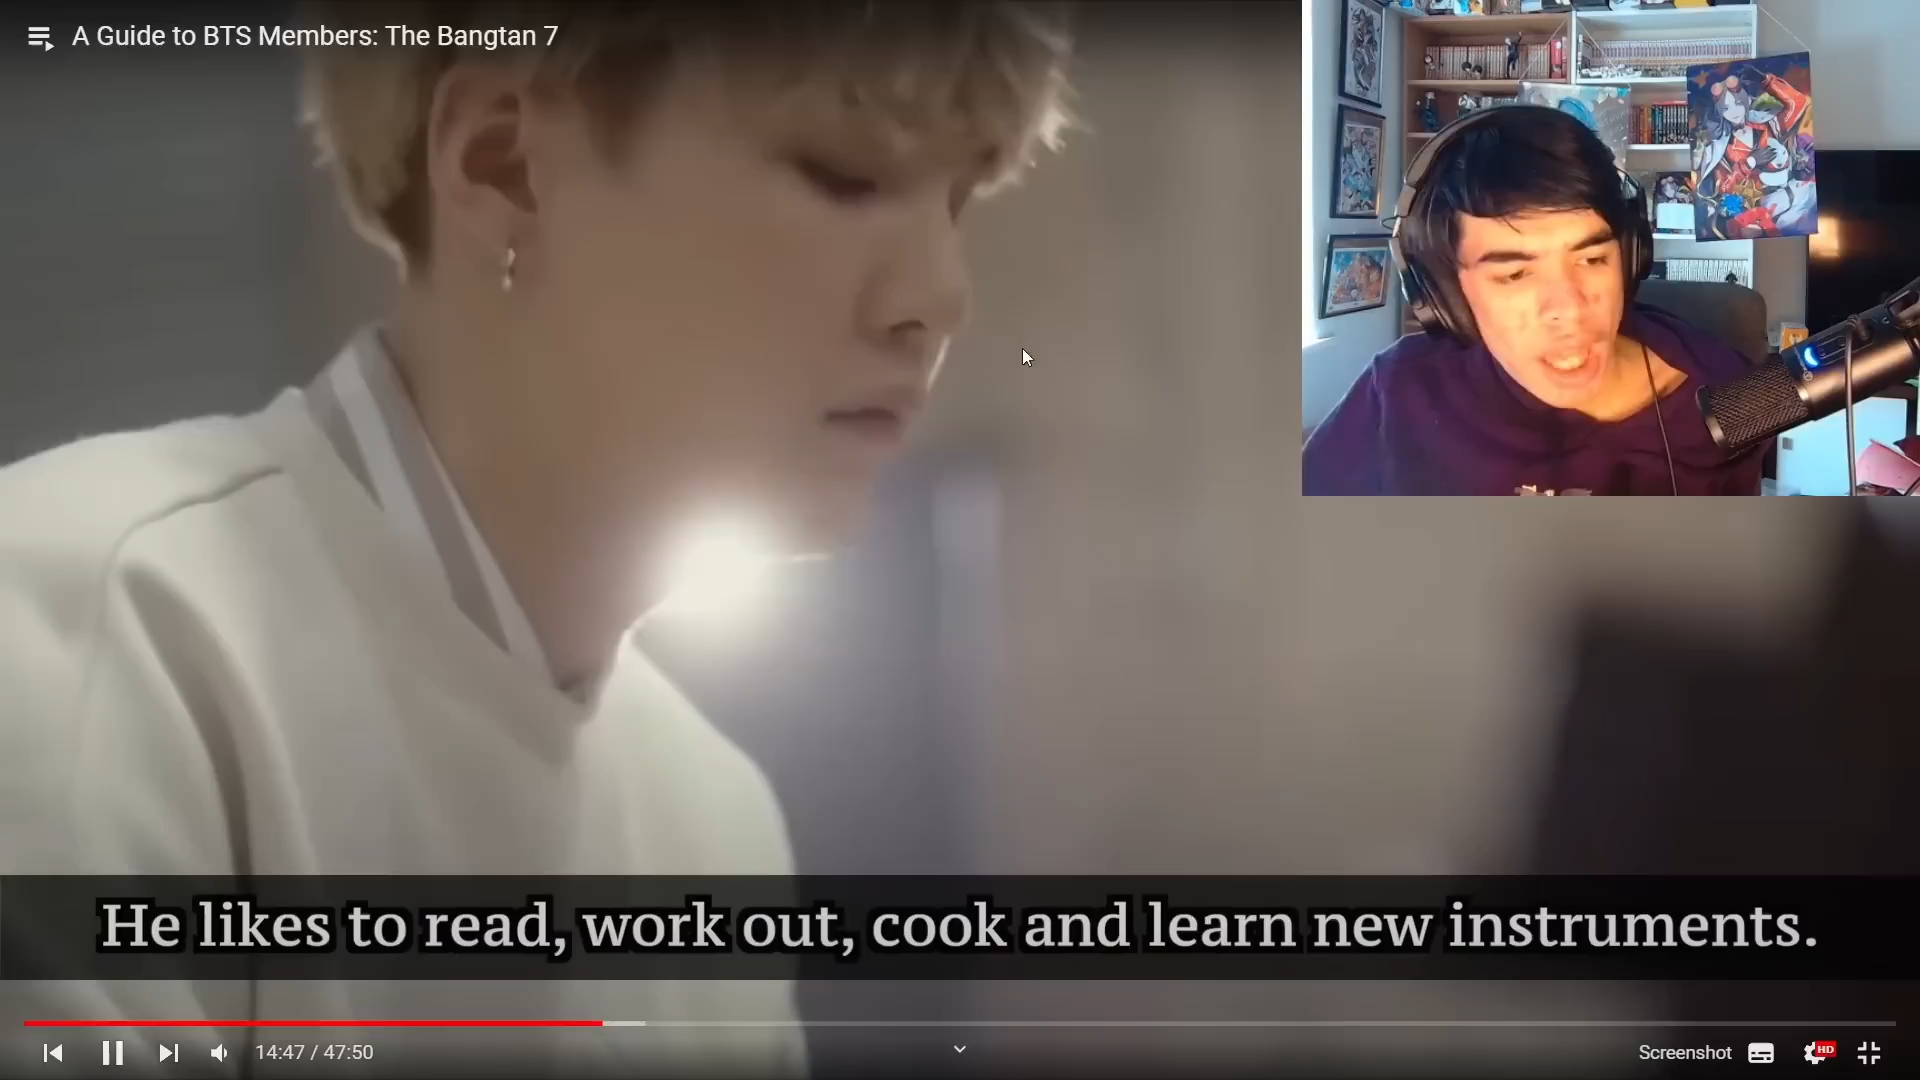 A Guide to BTS Members: The Bangtan 7
He likes to read, work out, cook and learn new instruments.
14:47 / 47:50
Screenshot
HD